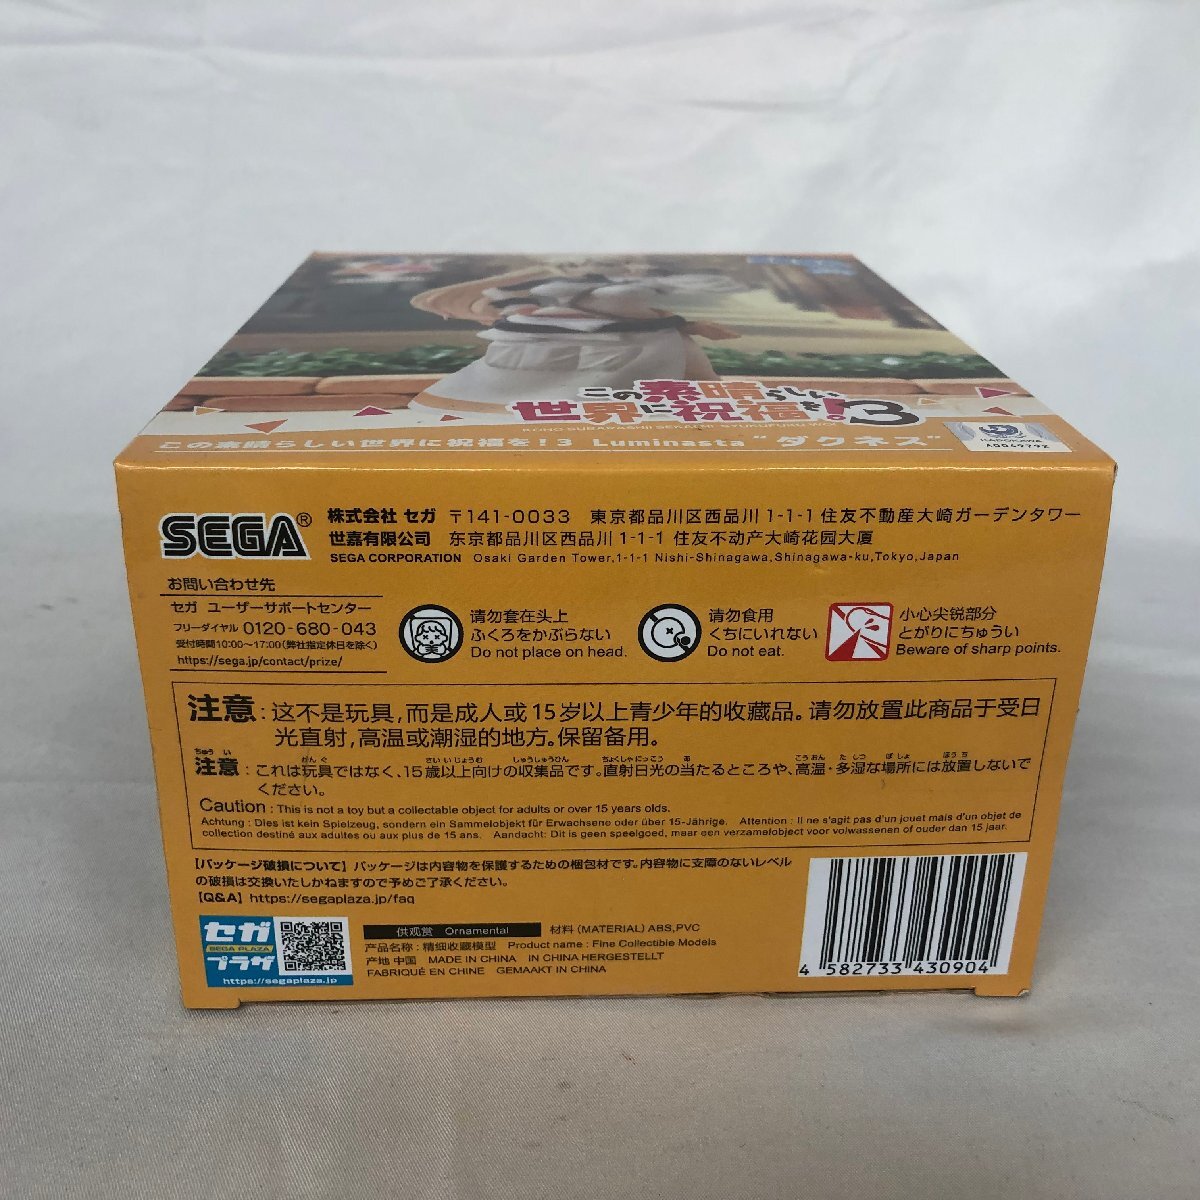 この素晴らしい
世界に祝福を!3
この素晴らしい世界に祝福を!3 Luminasta "ダクネス"
KADOKAWA
SEGA®
株式会社 セガ 〒141-0033 東京都品川区西品川1-1-1住友不動産大崎ガーデンタワー
世嘉有限公司 东京都品川区西品川1-1-1 住友不动产大崎花园大厦
SEGA CORPORATION Osaki Garden Tower,1-1-1 Nishi-Shinagawa,Shinagawa-ku,Tokyo,Japan
お問い合わせ先
セガ ユーザーサポートセンター
フリーダイヤル 0120-680-043
受付時間10:00~17:00(弊社指定休日を除く)
https://sega.jp/contact/prize/
请勿套在头上
ふくろをかぶらない
Do not place on head.
请勿食用
くちにいれない
Do not eat.
小心尖锐部分
とがりにちゅうい
Beware of sharp points.
注意:这不是玩具,而是成人或15岁以上青少年的收藏品。请勿放置此商品于受日
光直射,高温或潮湿的地方。保留备用。
注意:これは玩具ではなく、15歳以上向けの収集品です。直射日光の当たるところや、高温・多湿な場所には放置しないで
ください。
Caution : This is not a toy but a collectable object for adults or over 15 years olds.
Achtung : Dies ist kein Spielzeug, sondern ein Sammelobjekt für Erwachsene oder über 15-Jährige. Attention : Il ne s'agit pas d'un jouet mais d'un objet de
collection destiné aux adultes ou aux plus de 15 ans. Aandacht: Dit is geen speelgoed, maar een verzamelobject voor volwassenen of ouder dan 15 jaar.
【パッケージ破損について】パッケージは内容物を保護するための梱包材です。内容物に支障のないレベル
の破損は交換いたしかねますので予めご了承ください。
【Q&A】https://segaplaza.jp/faq
セガ
SEGA PLAZA
プラザ
https://segaplaza.jp
供观赏 Ornamental 材料(MATERIAL) ABS,PVC
产品名称:精细收藏模型 Product name : Fine Collectible Models
产地 中国 MADE IN CHINA IN CHINA HERGESTELLT
FABRIQUÉ EN CHINE GEMAAKT IN CHINA
4 582733 430904